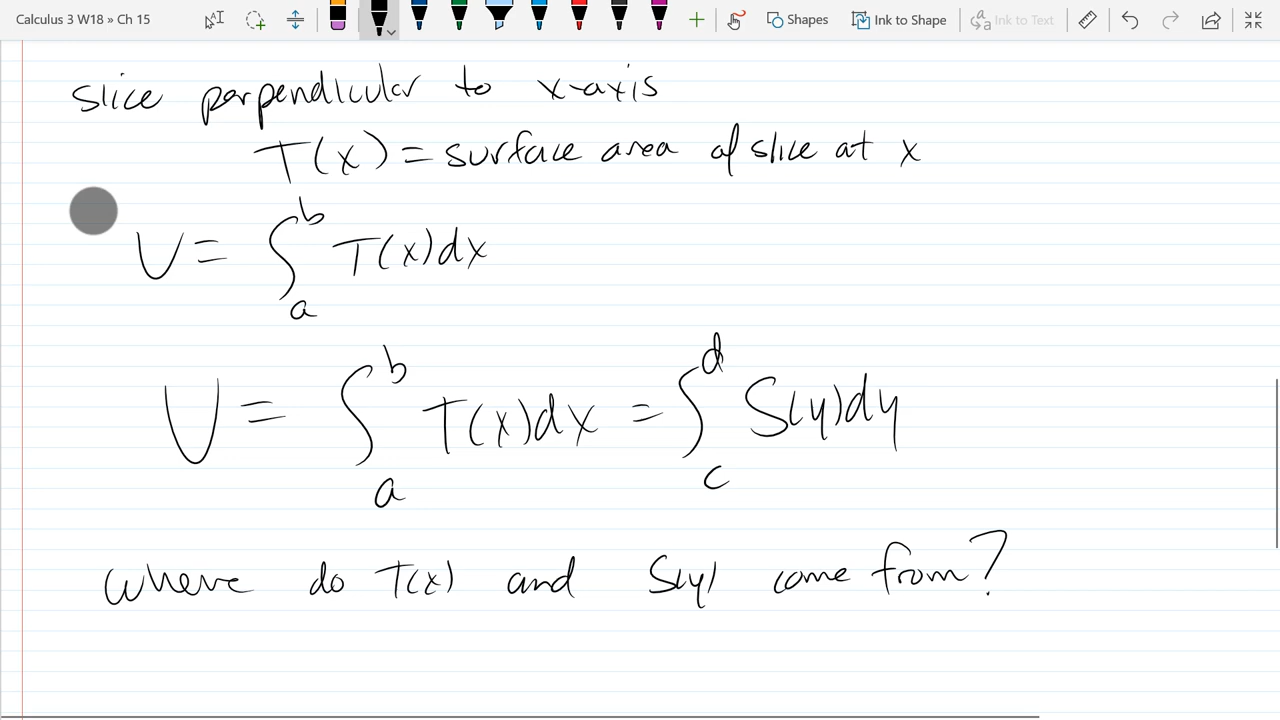 Calculus 3 W18 » Ch 15
Shapes
Ink to Shape
Ink to Text
slice perpendicular to x-axis
T(x) = surface area of slice at x
V = ∫_a^b T(x)dx
V = ∫_a^b T(x)dx = ∫_c^d S(y)dy
where do T(x) and S(y) come from?